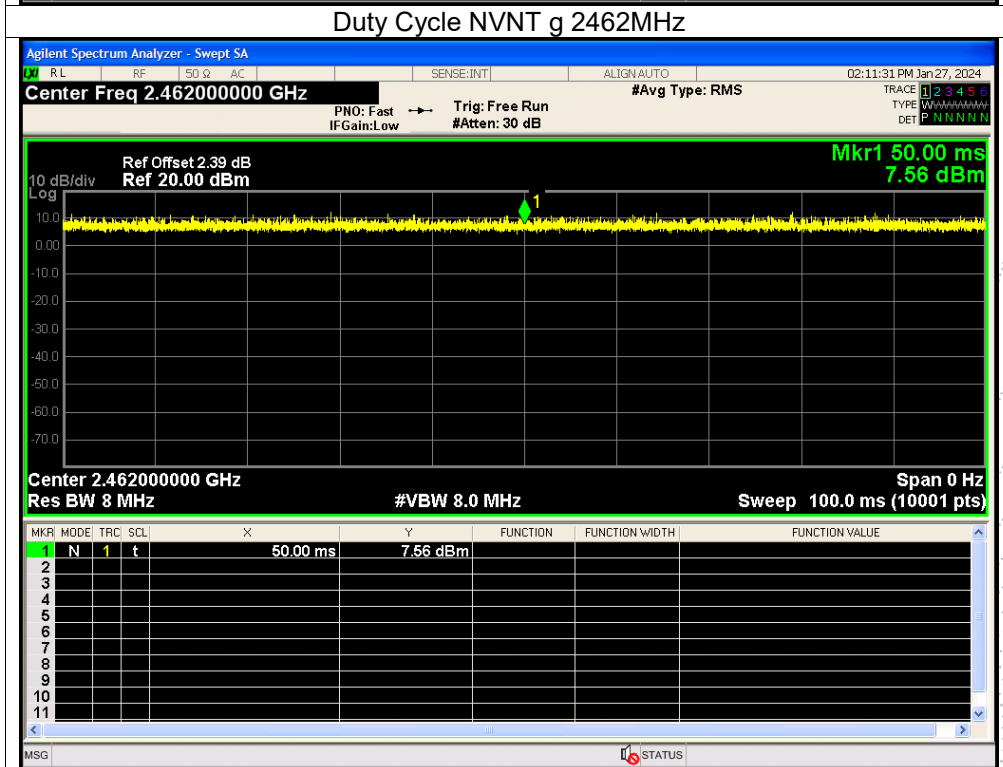 Duty Cycle NVNT g 2462MHz
Agilent Spectrum Analyzer - Swept SA
LXI RL RF 50 Ω AC SENSE:INT ALIGN AUTO 02:11:31 PM Jan 27, 2024
Center Freq 2.462000000 GHz #Avg Type: RMS TRACE 1 2 3 4 5 6
PNO: Fast Trig: Free Run TYPE WWWWWW
IFGain:Low #Atten: 30 dB DET P N N N N N
Mkr1 50.00 ms
Ref Offset 2.39 dB
10 dB/div Ref 20.00 dBm 7.56 dBm
Log
1
10.0
0.00
-10.0
-20.0
-30.0
-40.0
-50.0
-60.0
-70.0
Center 2.462000000 GHz Span 0 Hz
Res BW 8 MHz #VBW 8.0 MHz Sweep 100.0 ms (10001 pts)
MKR MODE TRC SCL X Y FUNCTION FUNCTION WIDTH FUNCTION VALUE
1 N 1 t 50.00 ms 7.56 dBm
2
3
4
5
6
7
8
9
10
11
MSG STATUS